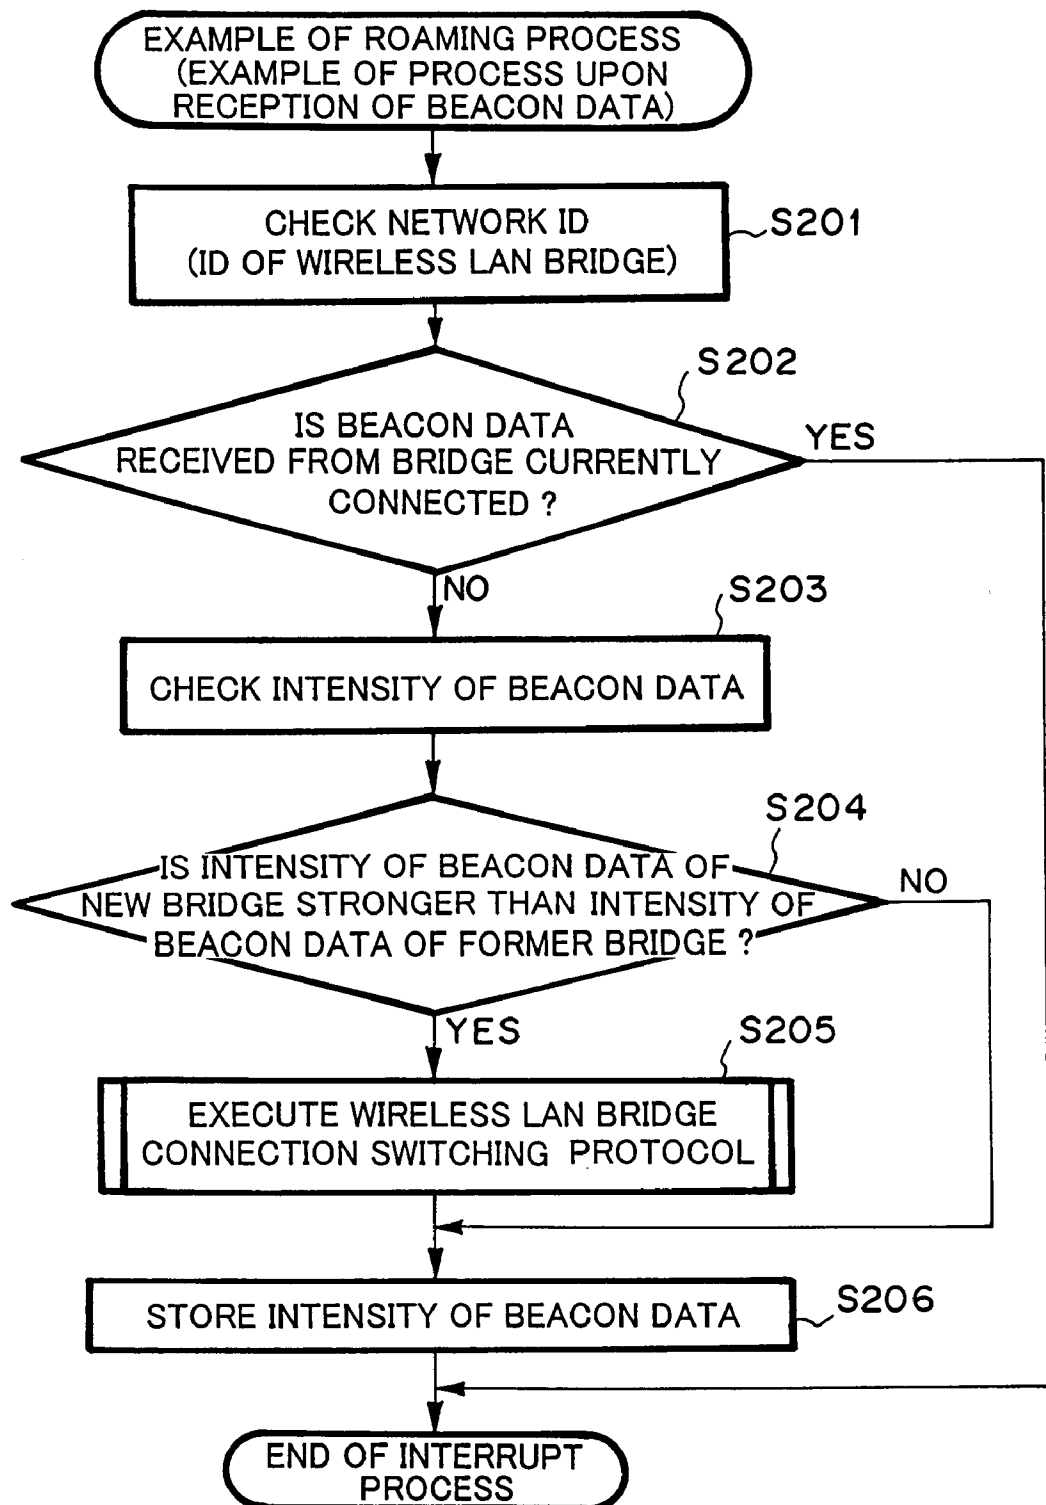 EXAMPLE OF ROAMING PROCESS
(EXAMPLE OF PROCESS UPON
RECEPTION OF BEACON DATA)
CHECK NETWORK ID
(ID OF WIRELESS LAN BRIDGE)
S201
S202
IS BEACON DATA
RECEIVED FROM BRIDGE CURRENTLY
CONNECTED ?
YES
NO
S203
CHECK INTENSITY OF BEACON DATA
S204
IS INTENSITY OF BEACON DATA OF
NEW BRIDGE STRONGER THAN INTENSITY OF
BEACON DATA OF FORMER BRIDGE ?
NO
YES
S205
EXECUTE WIRELESS LAN BRIDGE
CONNECTION SWITCHING PROTOCOL
STORE INTENSITY OF BEACON DATA
S206
END OF INTERRUPT
PROCESS